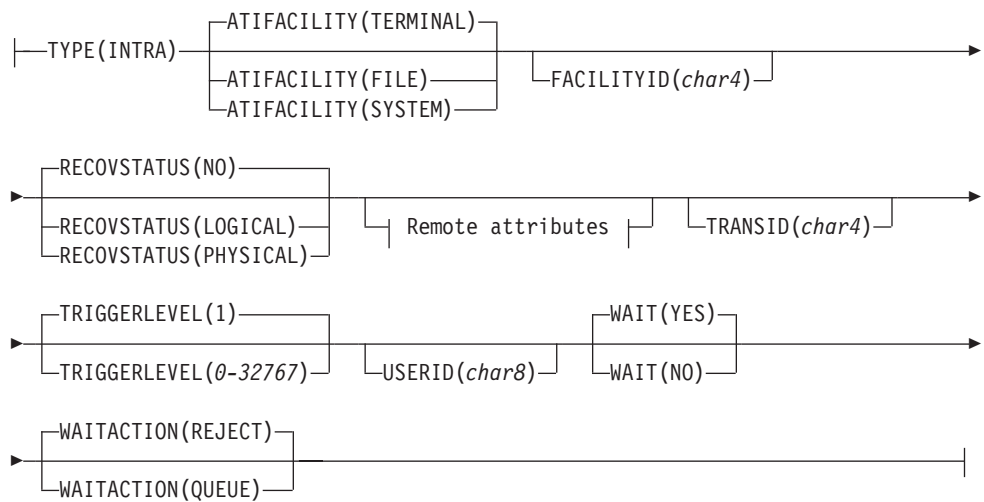 ATIFACILITY(TERMINAL)
TYPE(INTRA)
ATIFACILITY(FILE) FACILITYID(char4)
ATIFACILITY(SYSTEM)
RECOVSTATUS(NO)
RECOVSTATUS(LOGICAL) Remote attributes TRANSID(char4)
RECOVSTATUS(PHYSICAL)
TRIGGERLEVEL(1) WAIT(YES)
TRIGGERLEVEL(0-32767) USERID(char8) WAIT(NO)
WAITACTION(REJECT)
WAITACTION(QUEUE)